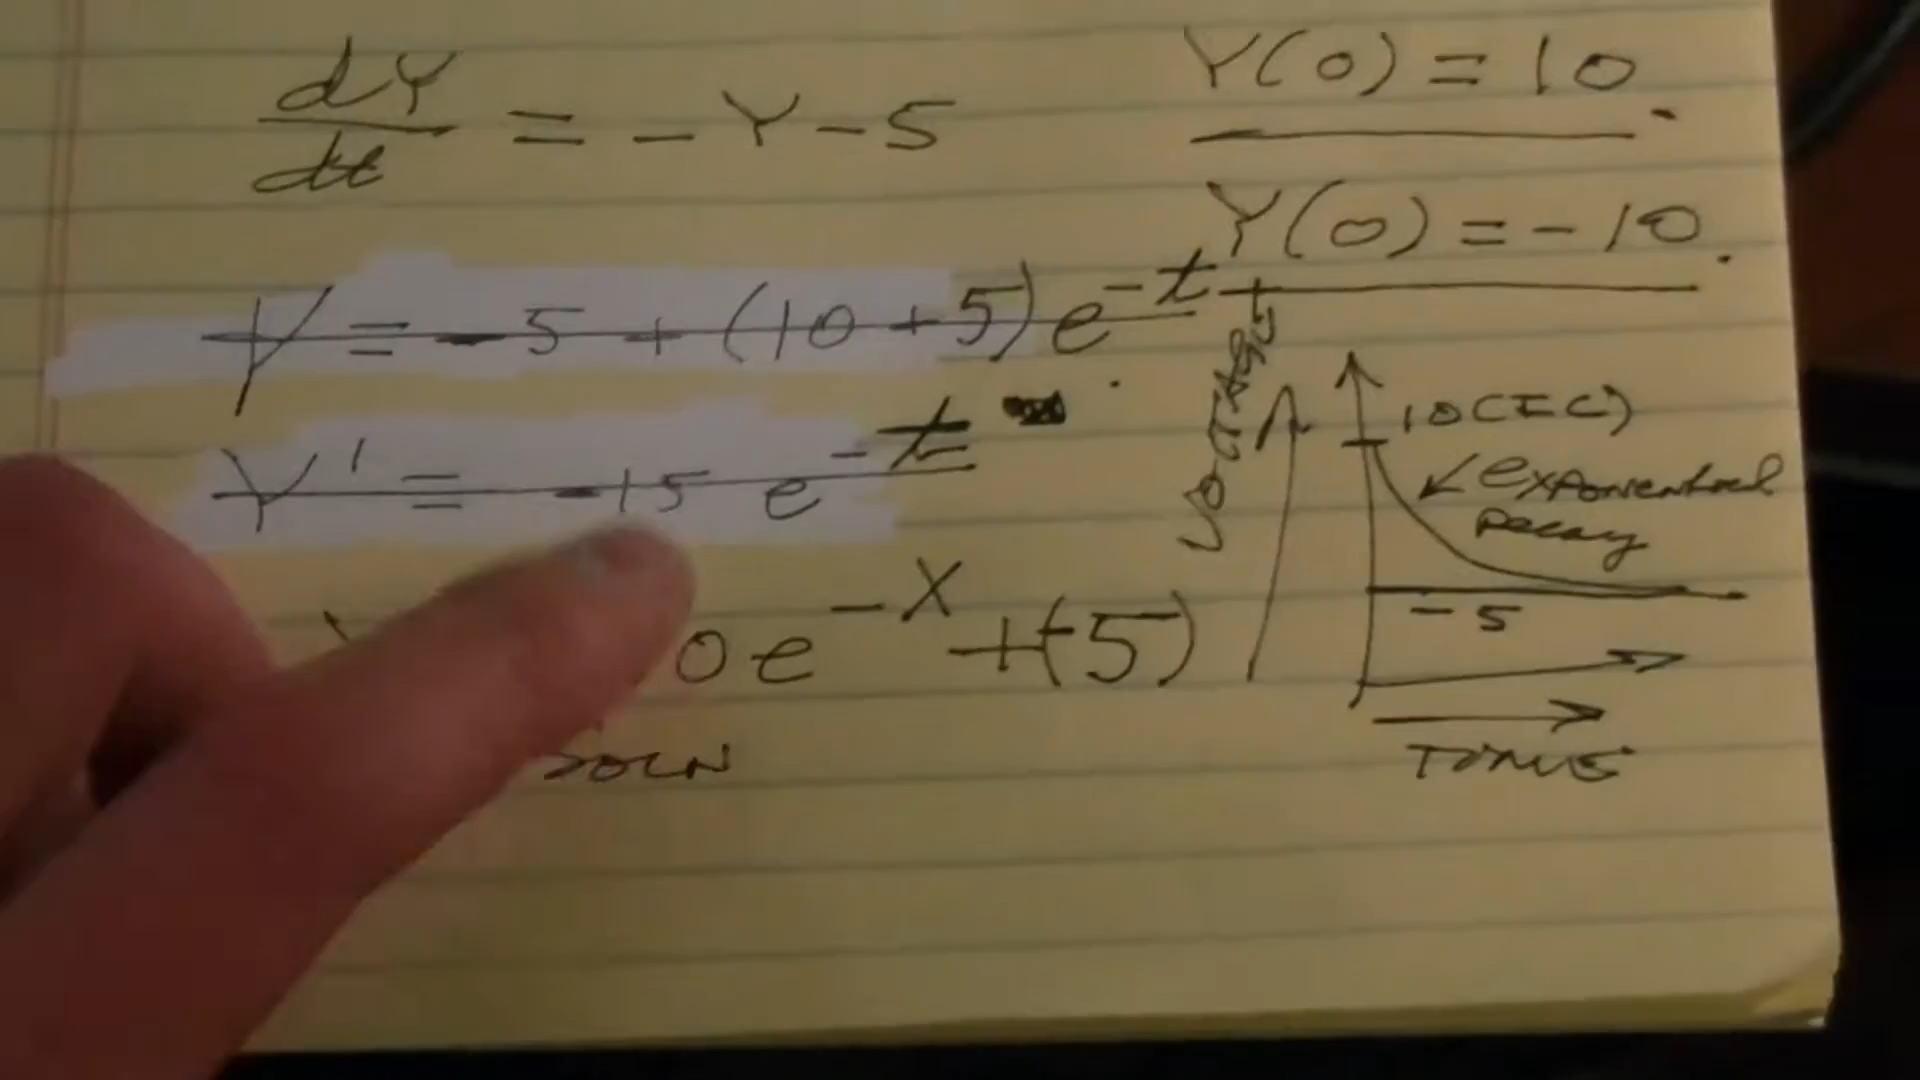 dY/dt = -Y-5
Y(0) = 10
Y(0) = -10
Y = -5 + (10+5)e^-t
Y' = -15 e^-t
0e^-x +(-5)
SOLN
VOLTAGE
10(IC)
exponential
Decay
-5
TIME